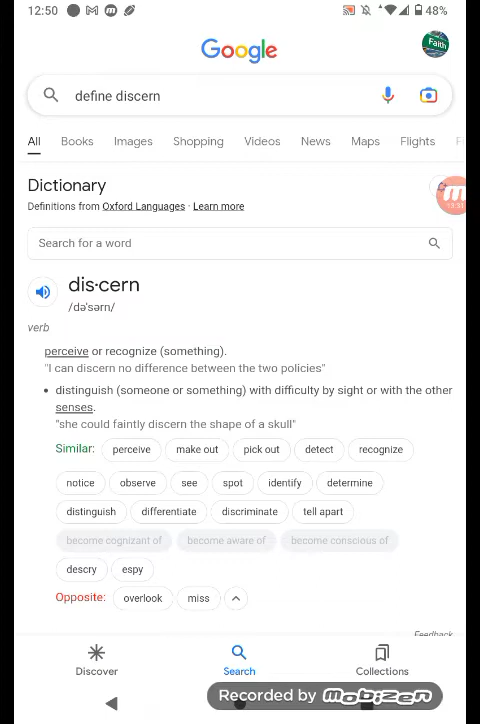 12:50 48%
Google
Faith
define discern
All Books Images Shopping Videos News Maps Flights F
Dictionary
Definitions from Oxford Languages · Learn more
Search for a word
dis·cern
/dəˈsərn/
verb
perceive or recognize (something).
"I can discern no difference between the two policies"
• distinguish (someone or something) with difficulty by sight or with the other
senses.
"she could faintly discern the shape of a skull"
Similar: perceive make out pick out detect recognize
notice observe see spot identify determine
distinguish differentiate discriminate tell apart
become cognizant of become aware of become conscious of
descry espy
Opposite: overlook miss
Feedback
Discover Search Collections
Recorded by mobizen